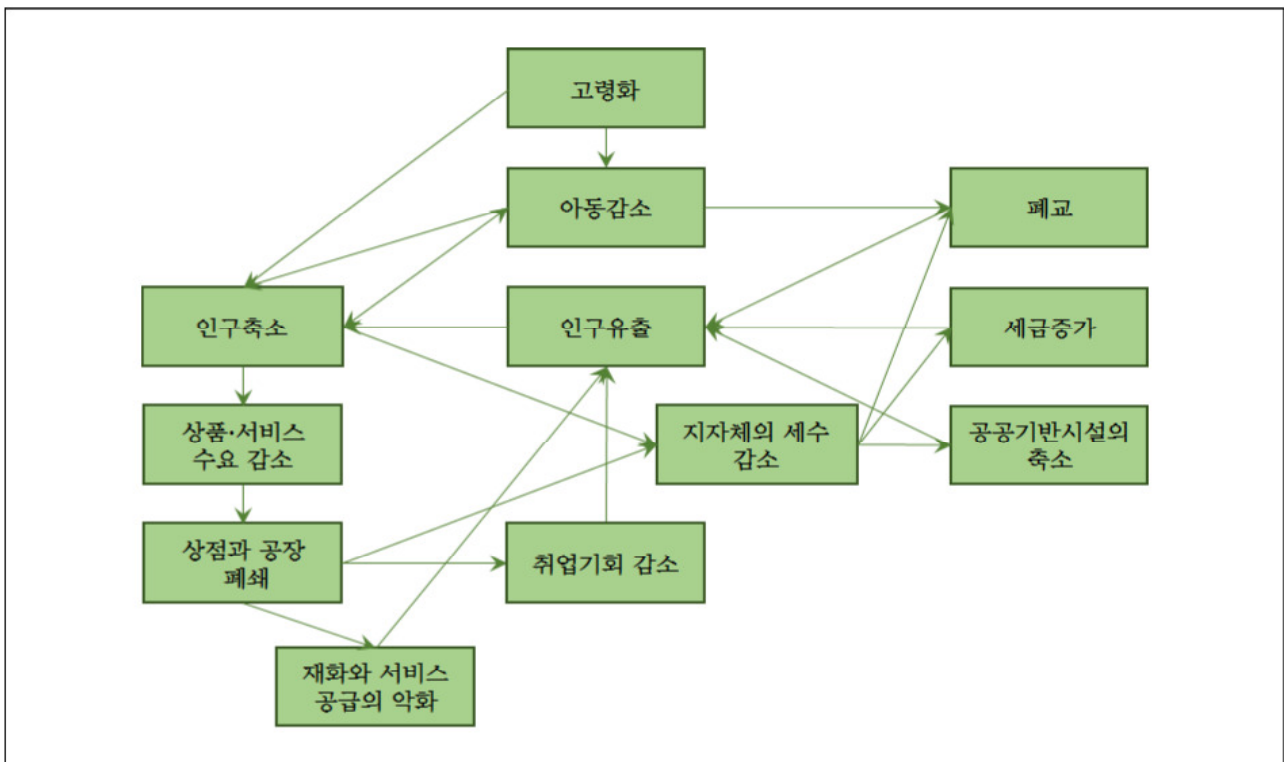 고령화
아동감소
폐교
인구축소
인구유출
세금증가
상품·서비스
수요 감소
지자체의 세수
감소
공공기반시설의
축소
상점과 공장
폐쇄
취업기회 감소
재화와 서비스
공급의 악화